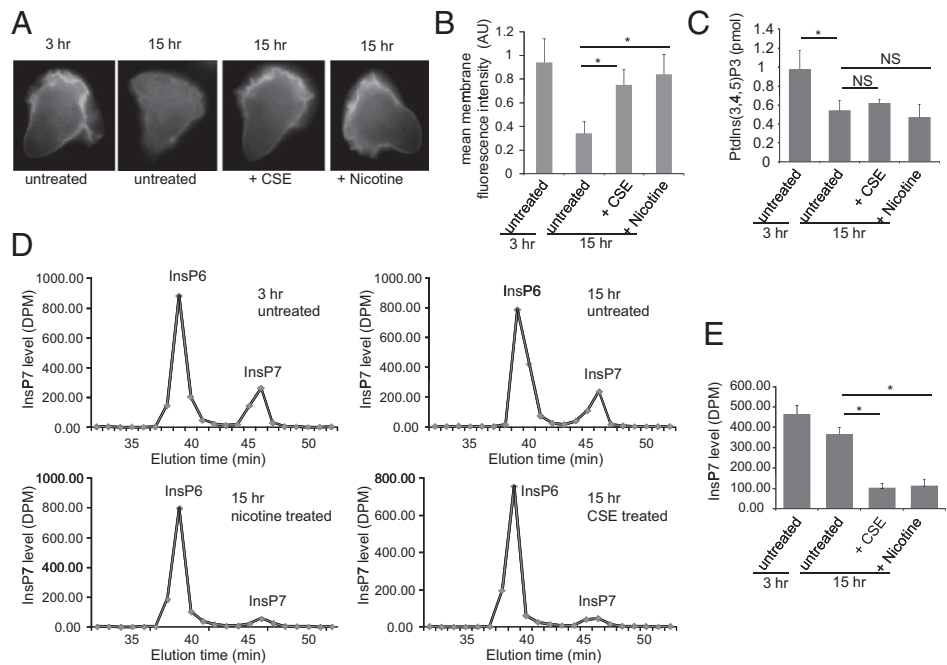 A
3 hr
15 hr
15 hr
15 hr
untreated
untreated
+ CSE
+ Nicotine
B
mean membrane
fluorescence intensity (AU)
1.2
1
0.8
0.6
0.4
0.2
0
*
*
untreated
untreated
+ CSE
+ Nicotine
3 hr
15 hr
C
PtdIns(3,4,5)P3 (pmol)
1.4
1.2
1
0.8
0.6
0.4
0.2
0
*
NS
NS
untreated
untreated
+ CSE
+ Nicotine
3 hr
15 hr
D
InsP7 level (DPM)
1000.00
800.00
600.00
400.00
200.00
0.00
InsP6
3 hr
untreated
InsP7
35 40 45 50
Elution time (min)
InsP7 level (DPM)
1000.00
800.00
600.00
400.00
200.00
0.00
InsP6
15 hr
untreated
InsP7
35 40 45 50
Elution time (min)
InsP7 level (DPM)
1000.00
800.00
600.00
400.00
200.00
0.00
InsP6
15 hr
nicotine treated
InsP7
35 40 45 50
Elution time (min)
InsP7 level (DPM)
800.00
600.00
400.00
200.00
0.00
InsP6
15 hr
CSE treated
InsP7
35 40 45 50
Elution time (min)
E
InsP7 level (DPM)
600.00
500.00
400.00
300.00
200.00
100.00
0.00
*
*
untreated
untreated
+ CSE
+ Nicotine
3 hr
15 hr